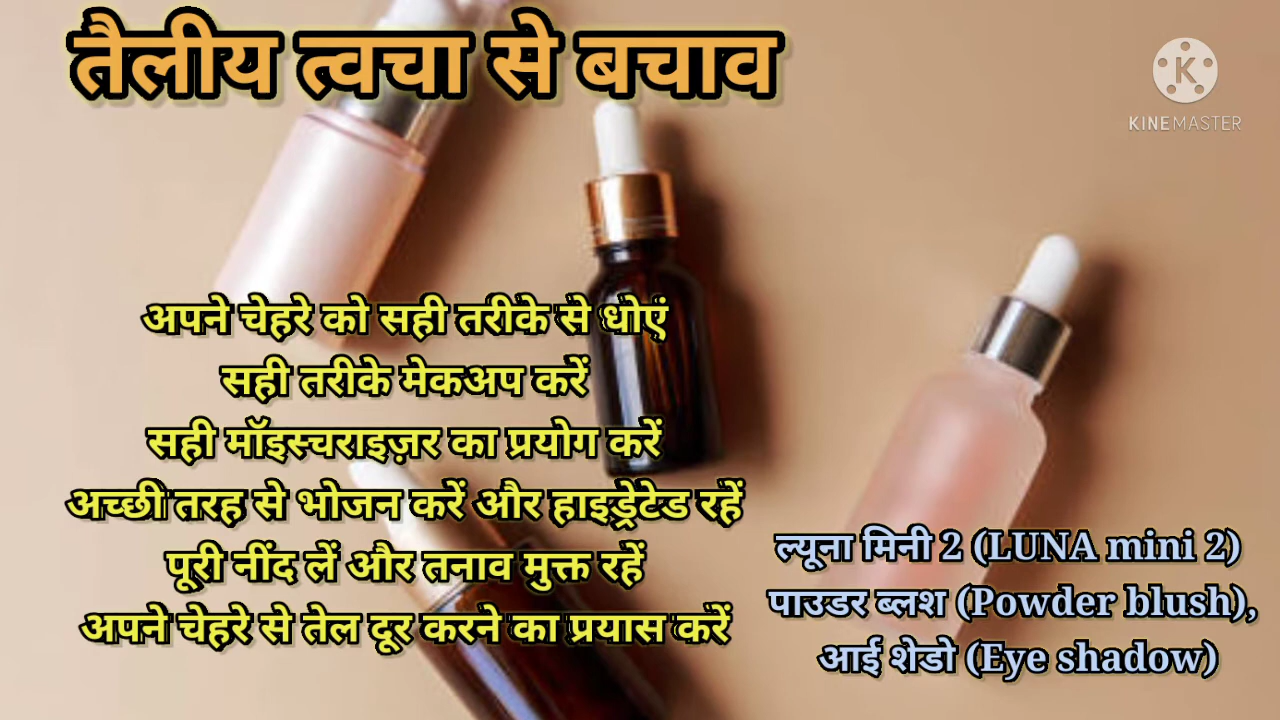 तैलीय त्वचा से बचाव
KINEMASTER
अपने चेहरे को सही तरीके से धोएं
सही तरीके मेकअप करें
सही मॉइस्चराइज़र का प्रयोग करें
अच्छी तरह से भोजन करें और हाइड्रेटेड रहें
पूरी नींद लें और तनाव मुक्त रहें
अपने चेहरे से तेल दूर करने का प्रयास करें
ल्यूना मिनी 2 (LUNA mini 2)
पाउडर ब्लश (Powder blush),
आई शेडो (Eye shadow)